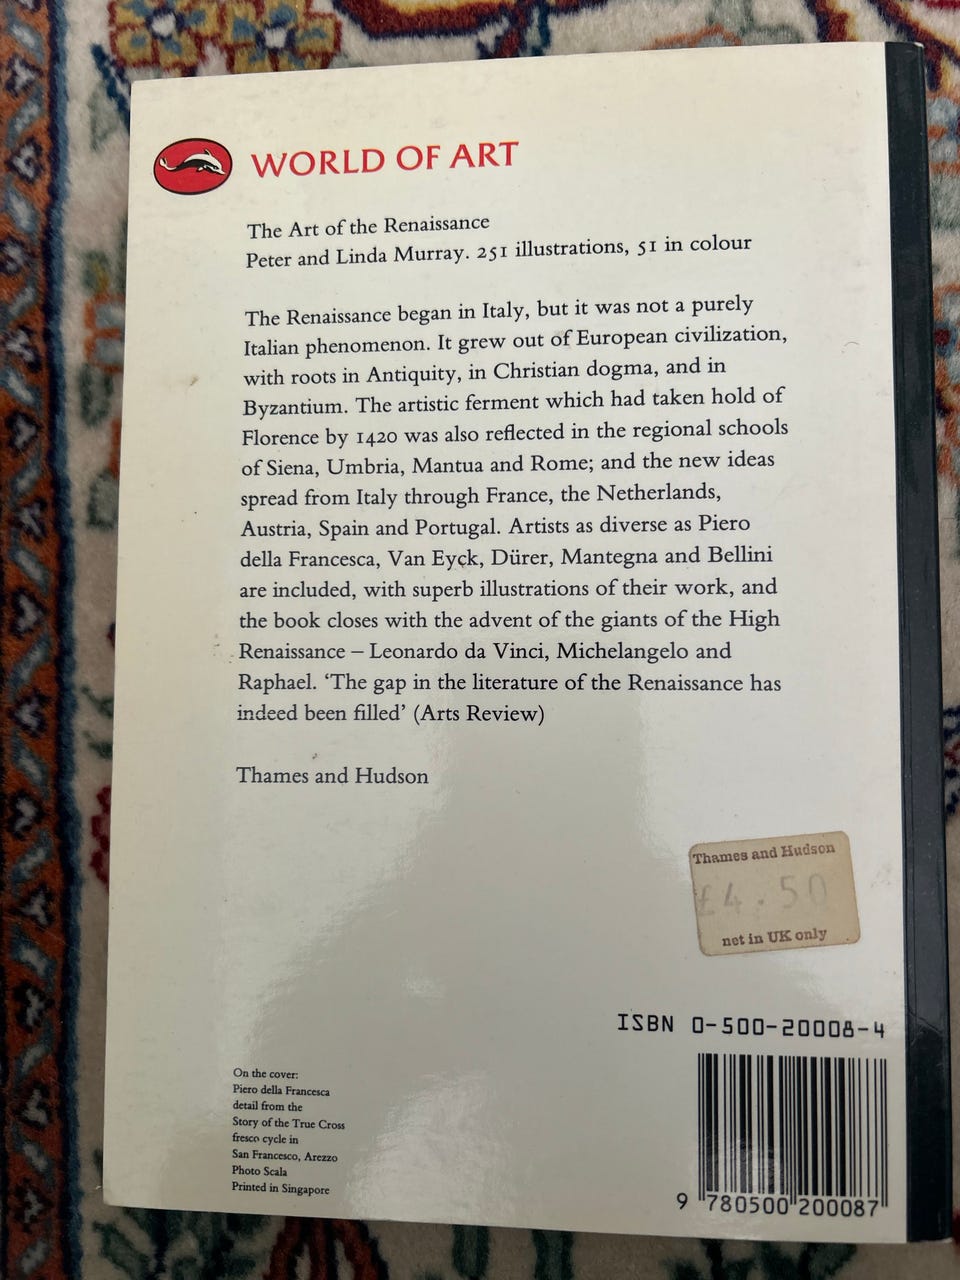 WORLD OF ART
The Art of the Renaissance
Peter and Linda Murray. 251 illustrations, 51 in colour
The Renaissance began in Italy, but it was not a purely
Italian phenomenon. It grew out of European civilization,
with roots in Antiquity, in Christian dogma, and in
Byzantium. The artistic ferment which had taken hold of
Florence by 1420 was also reflected in the regional schools
of Siena, Umbria, Mantua and Rome; and the new ideas
spread from Italy through France, the Netherlands,
Austria, Spain and Portugal. Artists as diverse as Piero
della Francesca, Van Eyck, Dürer, Mantegna and Bellini
are included, with superb illustrations of their work, and
the book closes with the advent of the giants of the High
Renaissance – Leonardo da Vinci, Michelangelo and
Raphael. ‘The gap in the literature of the Renaissance has
indeed been filled’ (Arts Review)
Thames and Hudson
Thames and Hudson
£4.50
net in UK only
ISBN 0-500-20008-4
9 780500 200087
On the cover:
Piero della Francesca
detail from the
Story of the True Cross
fresco cycle in
San Francesco, Arezzo
Photo Scala
Printed in Singapore